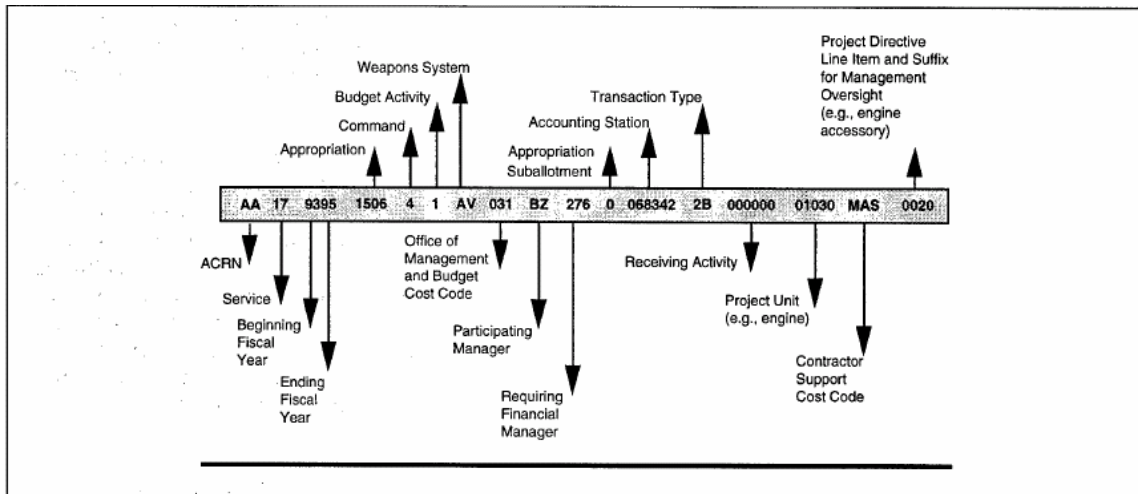 Project Directive
Line Item and Suffix
for Management
Oversight
(e.g., engine
accessory)
Weapons System
Budget Activity
Transaction Type
Command
Accounting Station
Appropriation
Appropriation
Suballotment
AA 17 9395 1506 4 1 AV 031 BZ 276 0 068342 2B 000000 01030 MAS 0020
ACRN
Office of
Management
and Budget
Cost Code
Receiving Activity
Service
Project Unit
(e.g., engine)
Beginning
Fiscal
Year
Participating
Manager
Contractor
Support
Cost Code
Ending
Fiscal
Year
Requiring
Financial
Manager